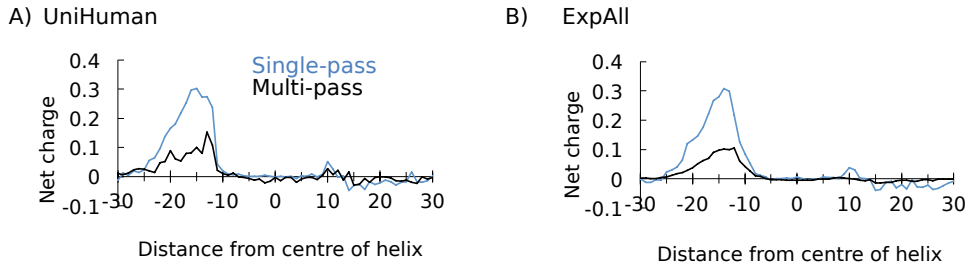 A) UniHuman
B) ExpAll
0.4
0.3
0.2
0.1
0
-0.1
Net charge
Single-pass
Multi-pass
-30 -20 -10 0 10 20 30
Distance from centre of helix
0.4
0.3
0.2
0.1
0
-0.1
Net charge
-30 -20 -10 0 10 20 30
Distance from centre of helix